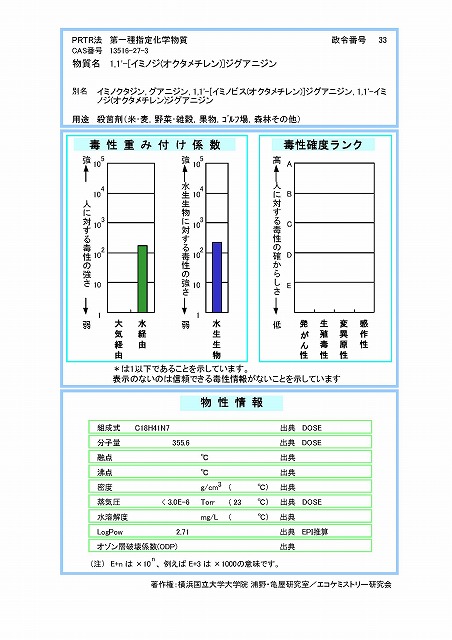 PRTR法 第一種指定化学物質 政令番号 33
CAS番号 13516-27-3
物質名 1,1'-[イミノジ(オクタメチレン)]ジグアニジン
別名 イミノクタジン, グアニジン, 1,1'-[イミノビス(オクタメチレン)]ジグアニジン, 1,1'-イミ
ノジ(オクタメチレン)ジグアニジン
用途 殺菌剤(米・麦, 野菜・雑穀, 果物, ゴルフ場, 森林その他)
毒性重み付け係数
強
人に対する毒性の強さ
弱
10^5
10^4
10^3
10^2
10
1
大気経由
水経由
強
水生生物に対する毒性の強さ
弱
10^5
10^4
10^3
10^2
10
1
水生生物
毒性確度ランク
高
人に対する毒性の確からしさ
低
A
B
C
D
E
発がん性
生殖毒性
変異原性
感作性
*は1以下であることを示しています。
表示のないのは信頼できる毒性情報がないことを示しています
物性情報
組成式 C18H41N7 出典 DOSE
分子量 355.6 出典 DOSE
融点 ℃ 出典
沸点 ℃ 出典
密度 g/cm3 ( ℃) 出典
蒸気圧 < 3.0E-6 Torr ( 23 ℃) 出典 DOSE
水溶解度 mg/L ( ℃) 出典
LogPow 2.71 出典 EPI推算
オゾン層破壊係数(ODP) 出典
(注) E+n は ×10^n、例えば E+3 は ×1000の意味です。
著作権:横浜国立大学大学院 浦野・亀屋研究室/エコケミストリー研究会